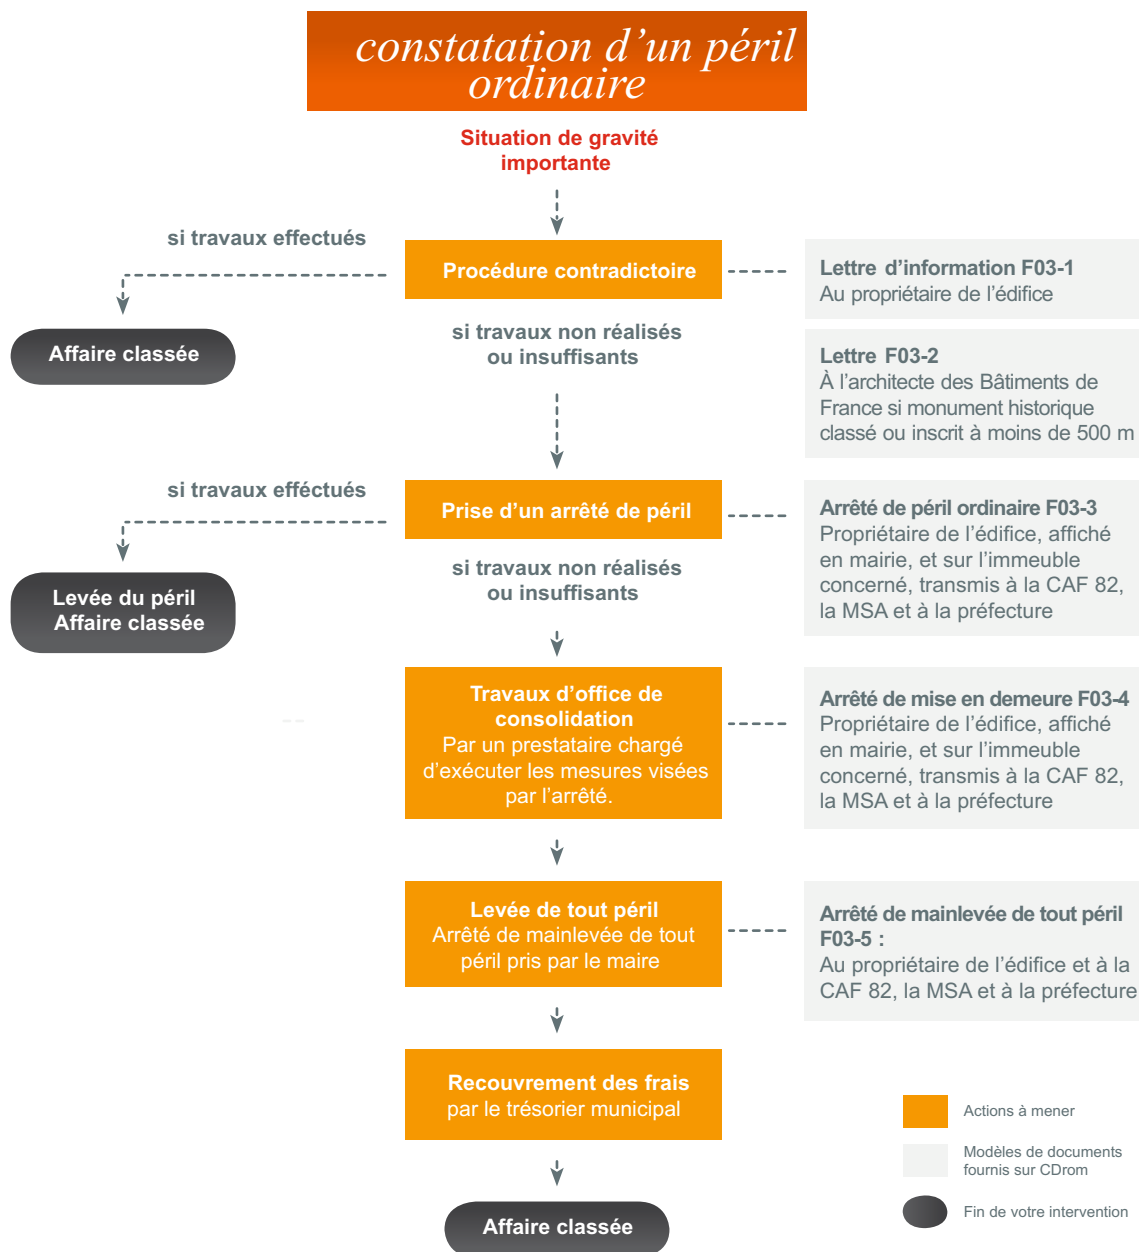 constatation d’un péril
ordinaire
Situation de gravité
importante
si travaux effectués
Procédure contradictoire
Lettre d’information F03-1
Au propriétaire de l’édifice
Affaire classée
si travaux non réalisés
ou insuffisants
Lettre F03-2
À l’architecte des Bâtiments de
France si monument historique
classé ou inscrit à moins de 500 m
si travaux efféctués
Prise d’un arrêté de péril
Arrêté de péril ordinaire F03-3
Propriétaire de l’édifice, affiché
en mairie, et sur l’immeuble
concerné, transmis à la CAF 82,
la MSA et à la préfecture
Levée du péril
Affaire classée
si travaux non réalisés
ou insuffisants
Travaux d’office de
consolidation
Par un prestataire chargé
d’exécuter les mesures visées
par l’arrêté.
Arrêté de mise en demeure F03-4
Propriétaire de l’édifice, affiché
en mairie, et sur l’immeuble
concerné, transmis à la CAF 82,
la MSA et à la préfecture
Levée de tout péril
Arrêté de mainlevée de tout
péril pris par le maire
Arrêté de mainlevée de tout péril
F03-5 :
Au propriétaire de l’édifice et à la
CAF 82, la MSA et à la préfecture
Recouvrement des frais
par le trésorier municipal
Affaire classée
Actions à mener
Modèles de documents
fournis sur CDrom
Fin de votre intervention